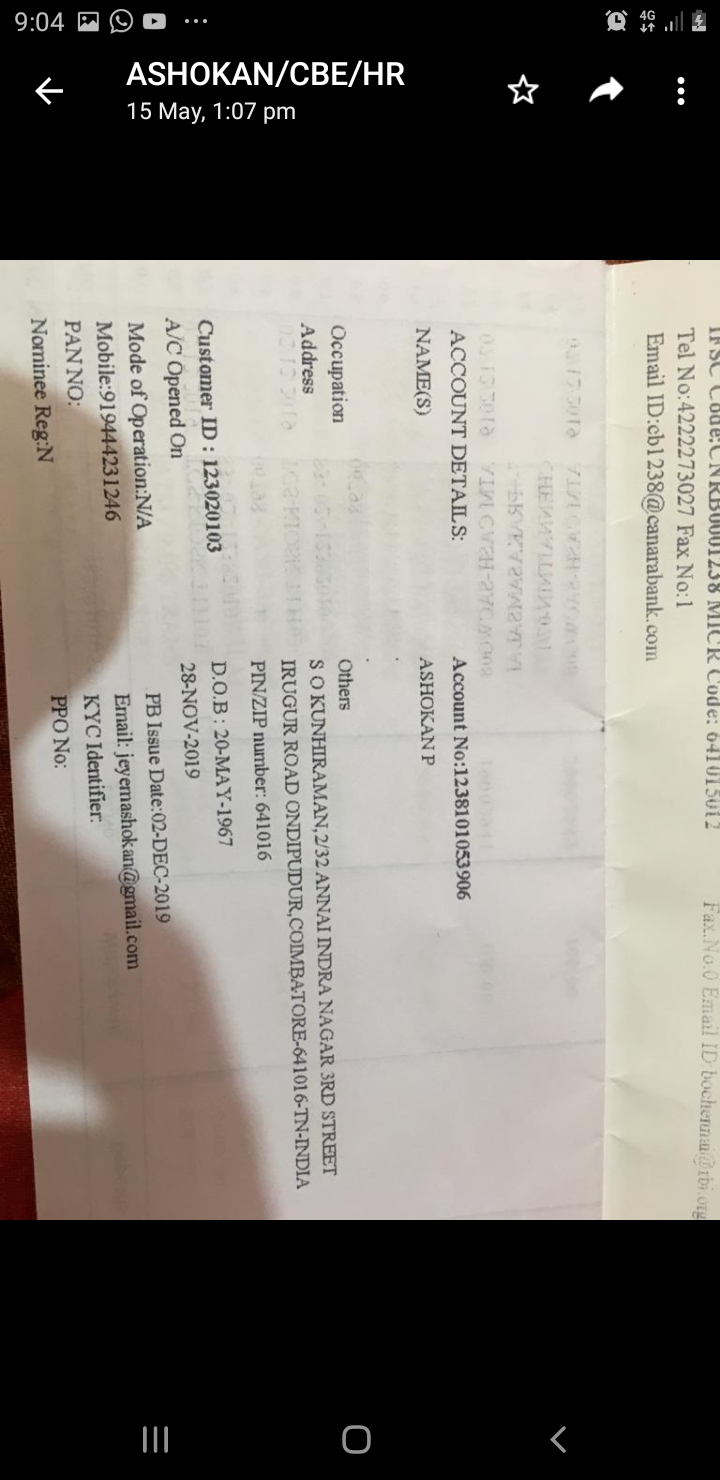 9:04
4G
ASHOKAN/CBE/HR
15 May, 1:07 pm
IFSC Code:CNRB0001238 MICR Code: 641015012
Tel No:4222273027 Fax No:1 Fax.No:0 Email ID:bochennai@rbi.org
Email ID:cb1238@canarabank.com
ACCOUNT DETAILS: Account No:1238101053906
NAME(S) ASHOKAN P
Occupation Others
Address S O KUNHIRAMAN,2/32 ANNAI INDRA NAGAR 3RD STREET
IRUGUR ROAD ONDIPUDUR,COIMBATORE-641016-TN-INDIA
PIN/ZIP number: 641016
Customer ID : 123020103 D.O.B : 20-MAY-1967
A/C Opened On 28-NOV-2019
PB Issue Date:02-DEC-2019
Mode of Operation:N/A Email: jeyemashokan@gmail.com
Mobile:919444231246 KYC Identifier:
PAN NO: PPO No:
Nominee Reg:N